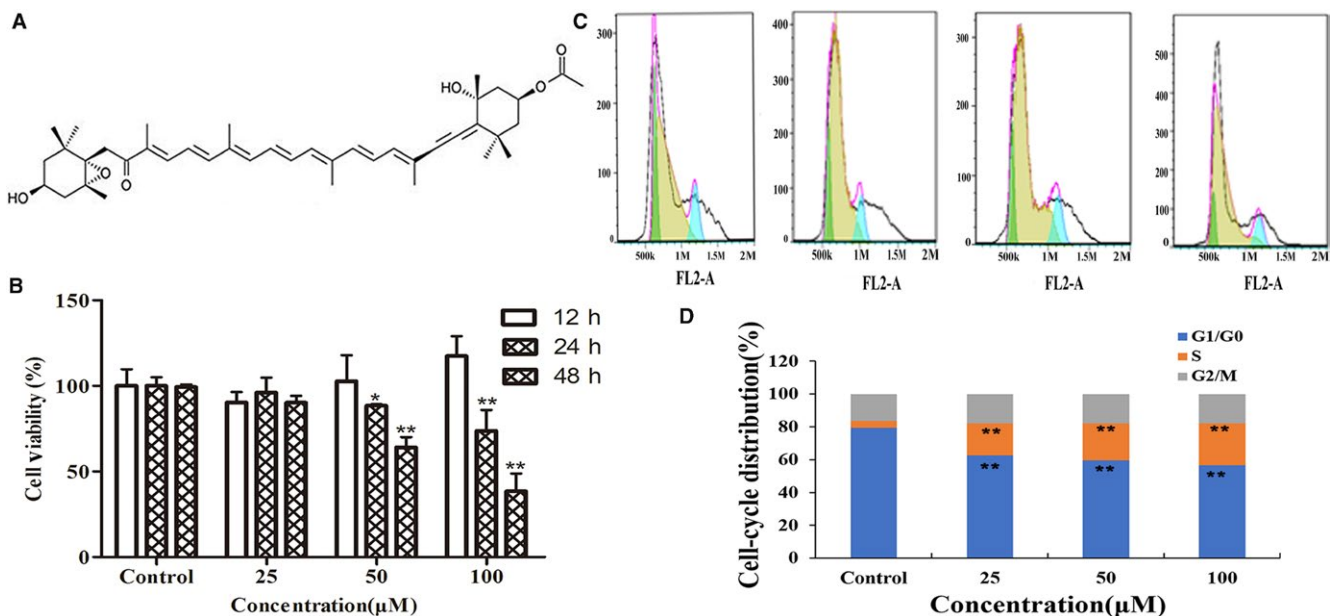 A
HO
O
O
HO
O
O
B
Cell viability (%)
150
100
50
0
12 h
24 h
48 h
*
**
**
**
Control
25
50
100
Concentration(μM)
C
300
200
100
0
500k
1M
1.5M
2M
FL2-A
400
300
200
100
0
500k
1M
1.5M
2M
FL2-A
300
200
100
0
500k
1M
1.5M
2M
FL2-A
500
400
300
200
100
0
500k
1M
1.5M
2M
FL2-A
D
Cell-cycle distribution(%)
G1/G0
S
G2/M
120
100
80
60
40
20
0
**
**
**
**
**
**
Control
25
50
100
Concentration(μM)